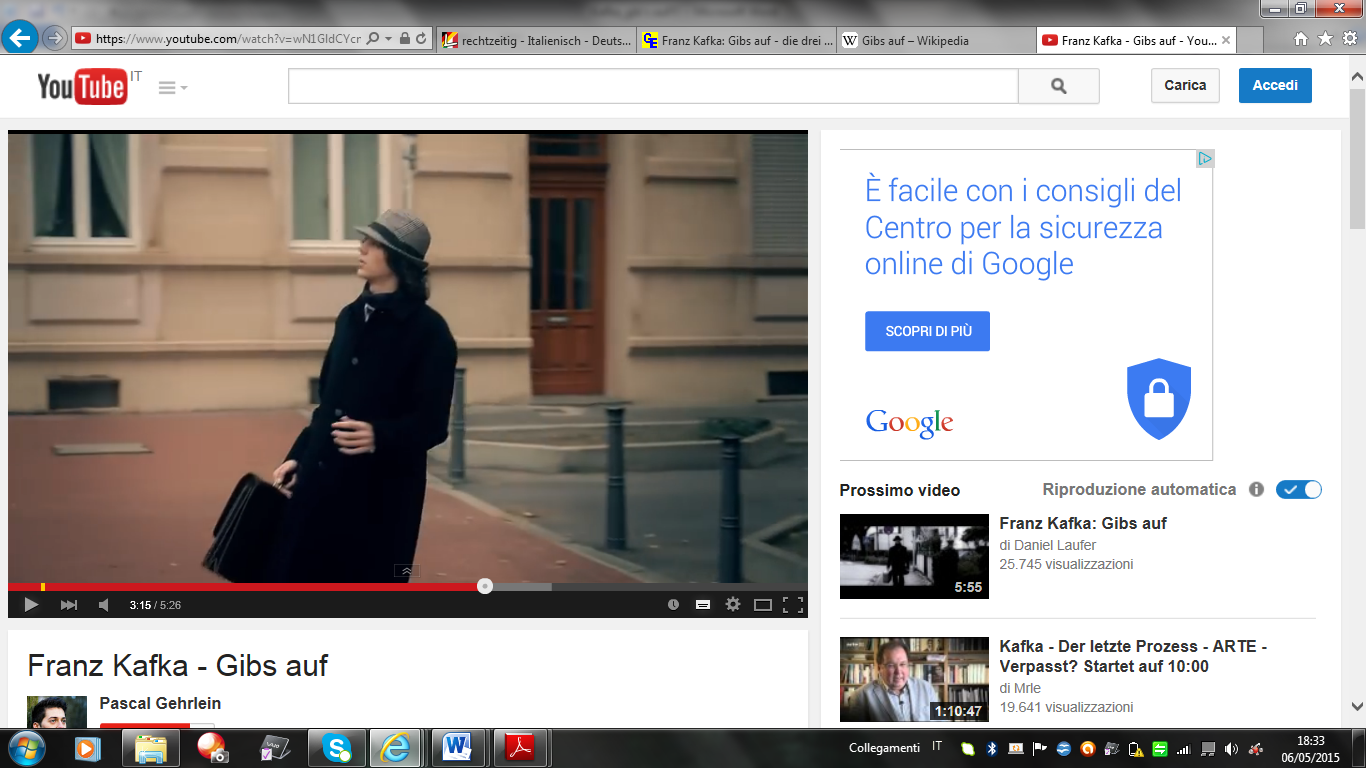 https://www.youtube.com/watch?v=wN1GldCYcr
rechtzeitig - Italienisch - Deuts...
Franz Kafka: Gibs auf - die drei ...
Gibs auf – Wikipedia
Franz Kafka - Gibs auf - You...
YouTube IT
Carica
Accedi
È facile con i consigli del
Centro per la sicurezza
online di Google
SCOPRI DI PIÙ
Google
Prossimo video
Riproduzione automatica
Franz Kafka: Gibs auf
di Daniel Laufer
25.745 visualizzazioni
5:55
Kafka - Der letzte Prozess - ARTE -
Verpasst? Startet auf 10:00
di Mrle
19.641 visualizzazioni
1:10:47
3:15 / 5:26
Franz Kafka - Gibs auf
Pascal Gehrlein
Collegamenti
IT
18:33
06/05/2015